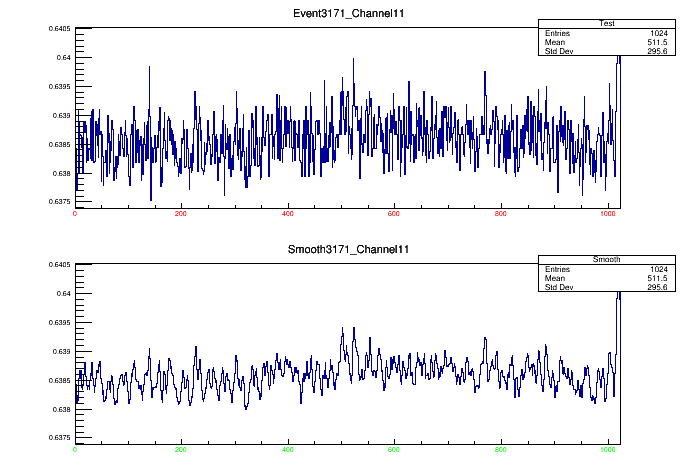 Event3171_Channel11
Test
Entries 1024
Mean 511.5
Std Dev 295.6
0.6405
0.64
0.6395
0.639
0.6385
0.638
0.6375
0 200 400 600 800 1000
Smooth3171_Channel11
Smooth
Entries 1024
Mean 511.5
Std Dev 295.6
0.6405
0.64
0.6395
0.639
0.6385
0.638
0.6375
0 200 400 600 800 1000